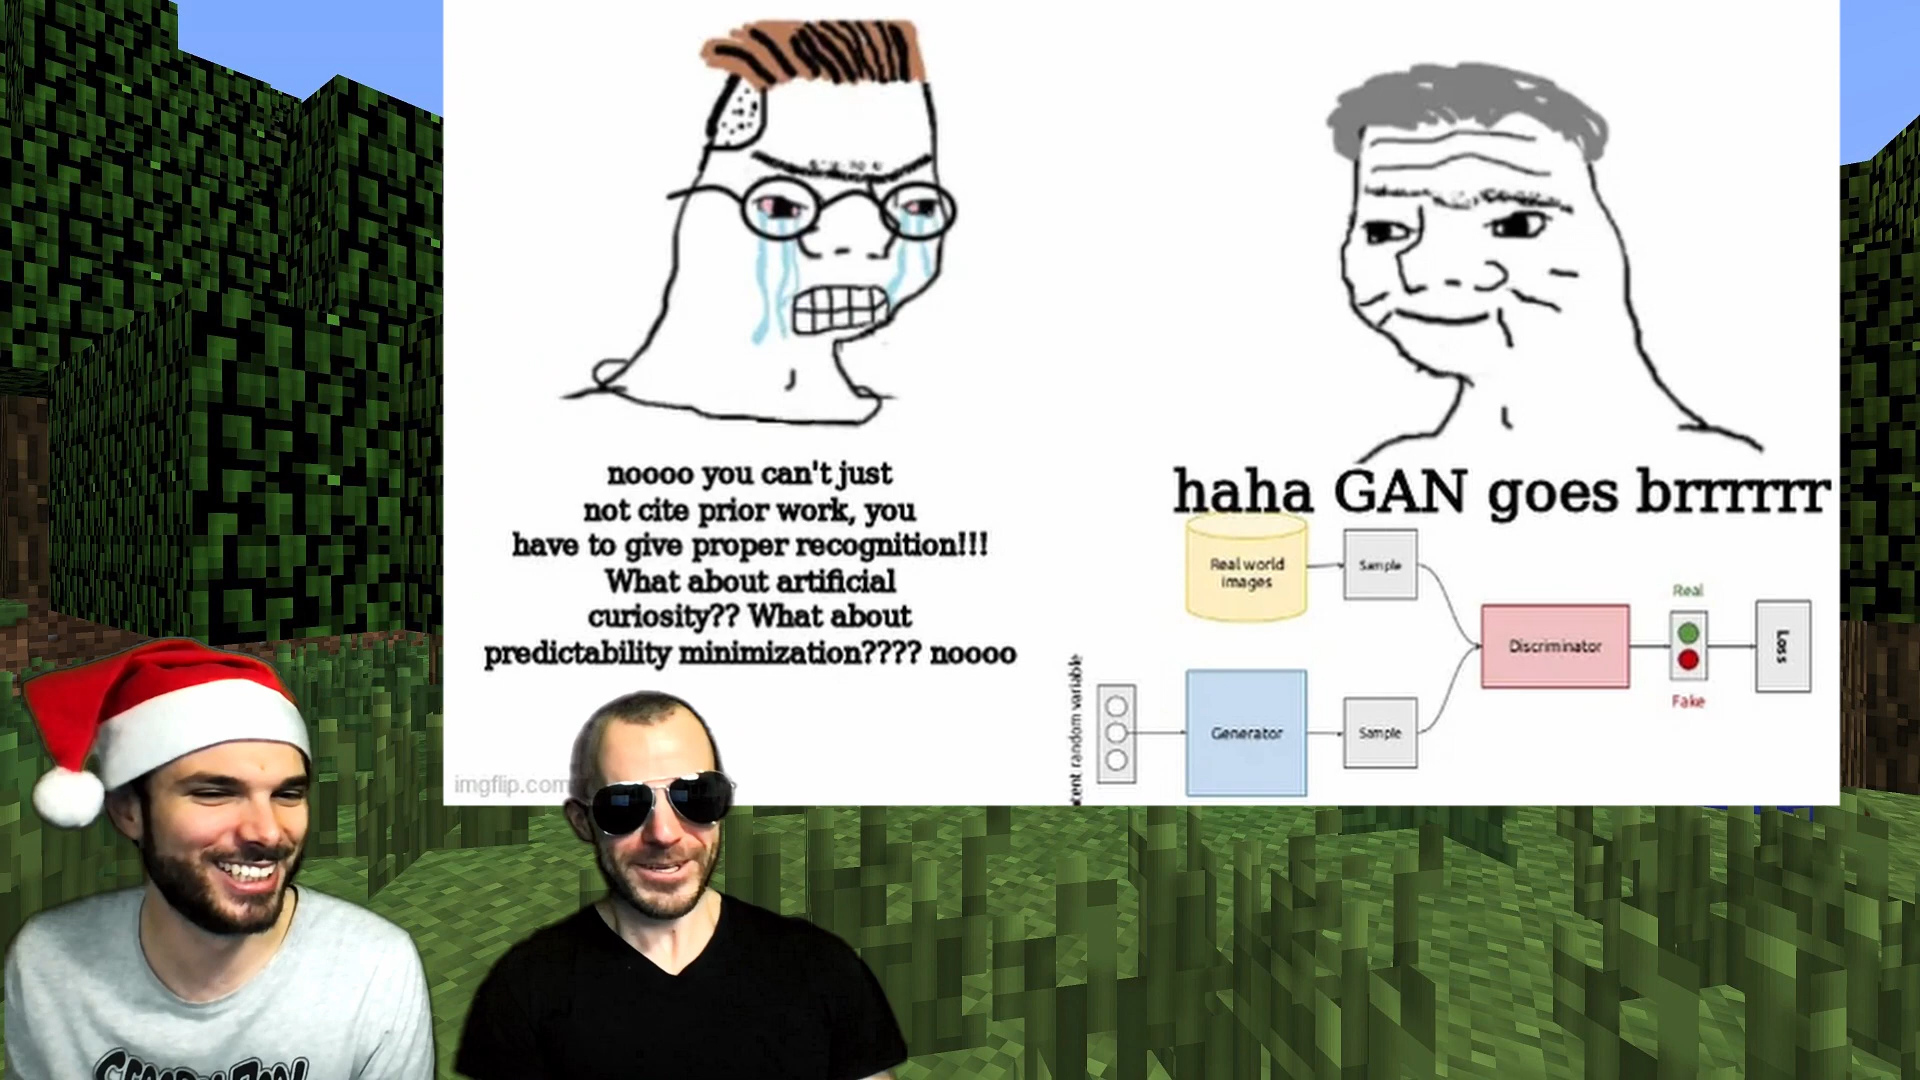 noooo you can't just
not cite prior work, you
have to give proper recognition!!!
What about artificial
curiosity?? What about
predictability minimization???? noooo
imgflip.com
haha GAN goes brrrrrr
Real world
images
Sample
Real
Discriminator
Loss
Fake
random variable
Generator
Sample